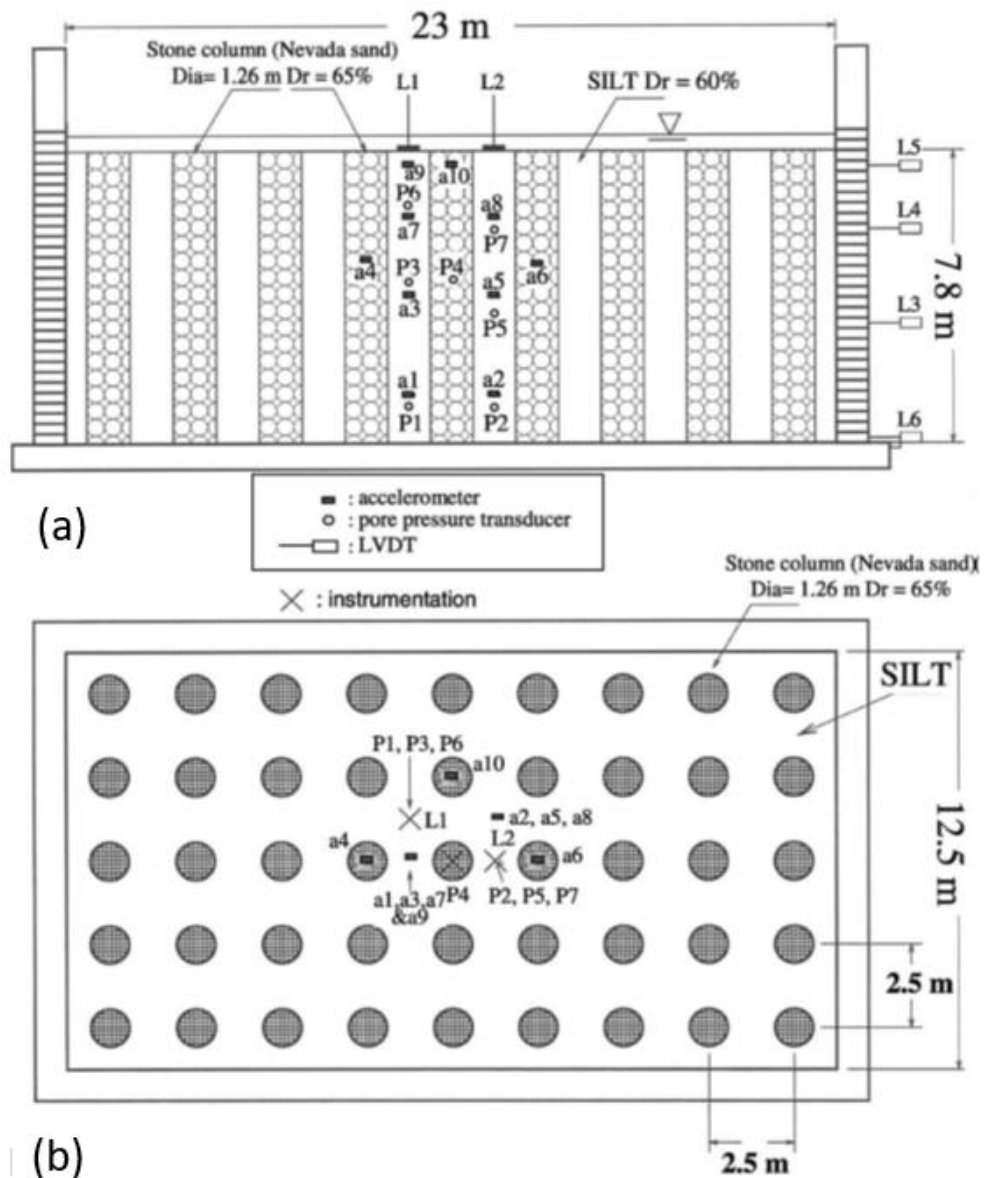 23 m
Stone column (Nevada sand)
Dia= 1.26 m Dr = 65%
L1
L2
SILT Dr = 60%
a9
a10
L5
P6
a8
L4
a7
P7
a4
P3
P4
a5
a6
7.8 m
a3
P5
L3
a1
a2
P1
P2
L6
(a)
: accelerometer
: pore pressure transducer
: LVDT
: instrumentation
Stone column (Nevada sand)(
Dia= 1.26 m Dr = 65%
SILT
P1, P3, P6
a10
L1
a2, a5, a8
L2
a4
a6
a1,a3,a7
&a9
P4
P2, P5, P7
12.5 m
2.5 m
2.5 m
(b)